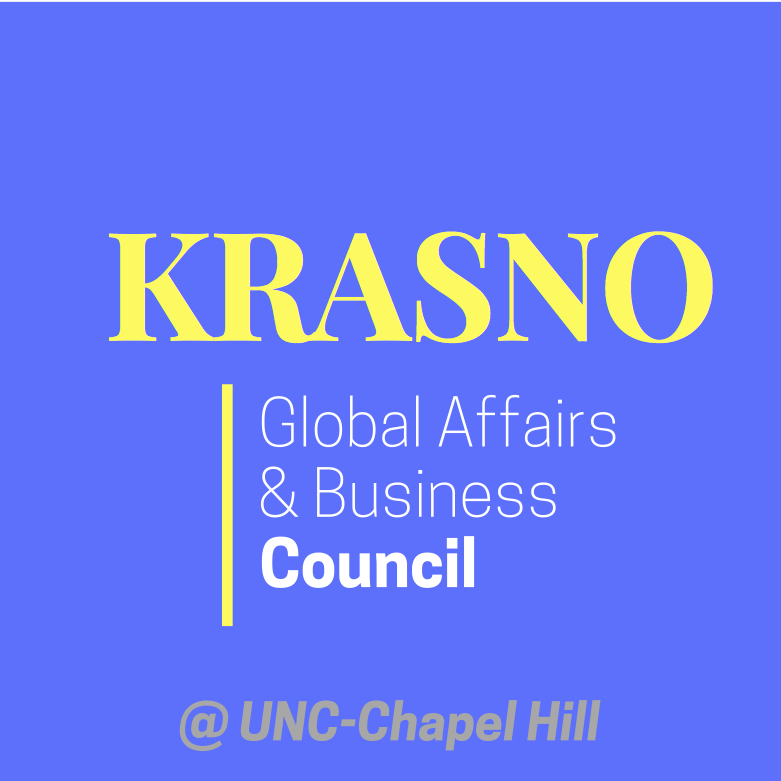 KRASNO
Global Affairs
& Business
Council
@ UNC-Chapel Hill